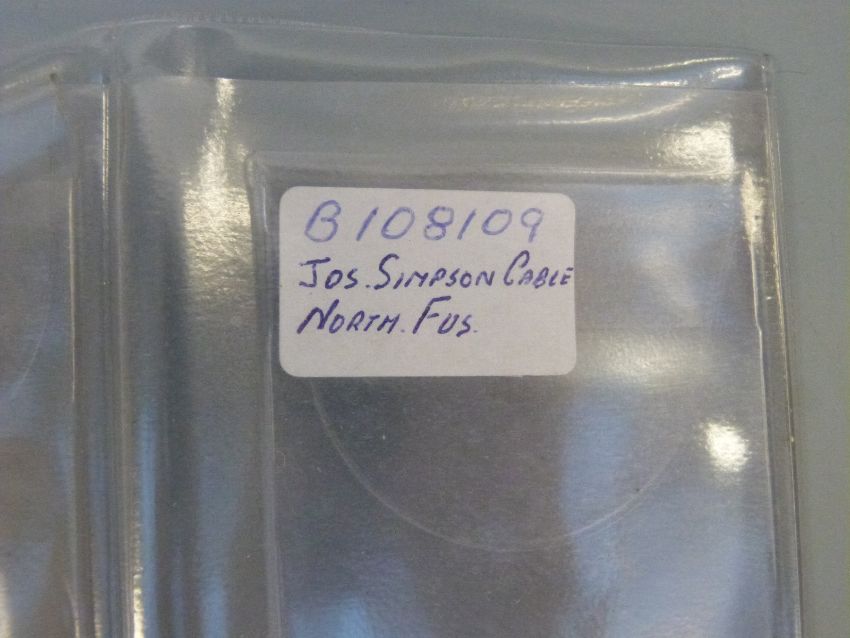 B108109
Jos. Simpson Cable
North. Fus.